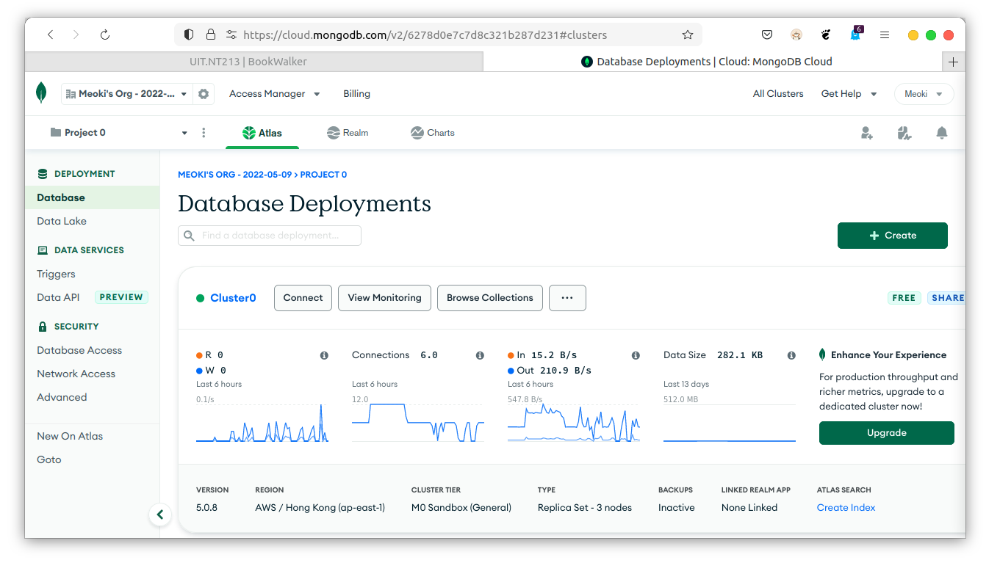 6
https://cloud.mongodb.com/v2/6278d0e7c7d8c321b287d231#clusters
UIT.NT213 | BookWalker
Database Deployments | Cloud: MongoDB Cloud
Meoki's Org - 2022-...
Access Manager
Billing
All Clusters
Get Help
Meoki
Project 0
Atlas
Realm
Charts
DEPLOYMENT
Database
Data Lake
DATA SERVICES
Triggers
Data API PREVIEW
SECURITY
Database Access
Network Access
Advanced
New On Atlas
Goto
MEOKI'S ORG - 2022-05-09 > PROJECT 0
Database Deployments
Find a database deployment...
+ Create
Cluster0
Connect
View Monitoring
Browse Collections
...
FREE
SHARE
R 0
W 0
Last 6 hours
0.1/s
Connections 6.0
Last 6 hours
12.0
In 15.2 B/s
Out 210.9 B/s
Last 6 hours
547.8 B/s
Data Size 282.1 KB
Last 13 days
512.0 MB
Enhance Your Experience
For production throughput and
richer metrics, upgrade to a
dedicated cluster now!
Upgrade
VERSION
5.0.8
REGION
AWS / Hong Kong (ap-east-1)
CLUSTER TIER
M0 Sandbox (General)
TYPE
Replica Set - 3 nodes
BACKUPS
Inactive
LINKED REALM APP
None Linked
ATLAS SEARCH
Create Index